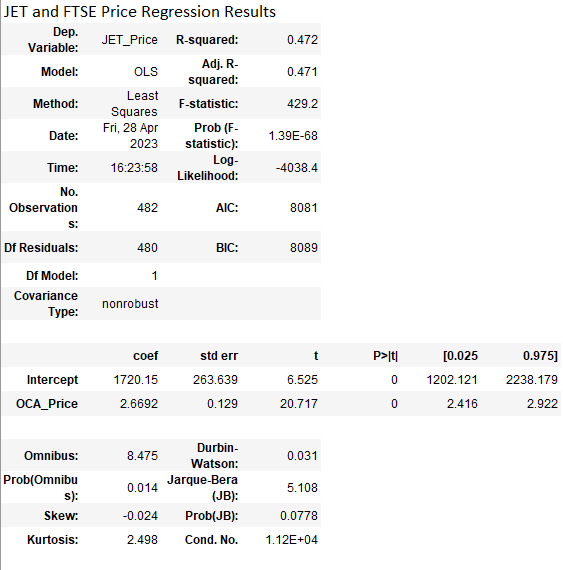 JET and FTSE Price Regression Results
Dep. Variable: JET_Price R-squared: 0.472
Model: OLS Adj. R-squared: 0.471
Method: Least Squares F-statistic: 429.2
Date: Fri, 28 Apr 2023 Prob (F-statistic): 1.39E-68
Time: 16:23:58 Log-Likelihood: -4038.4
No. Observations: 482 AIC: 8081
Df Residuals: 480 BIC: 8089
Df Model: 1
Covariance Type: nonrobust
coef std err t P>|t| [0.025 0.975]
Intercept 1720.15 263.639 6.525 0 1202.121 2238.179
OCA_Price 2.6692 0.129 20.717 0 2.416 2.922
Omnibus: 8.475 Durbin-Watson: 0.031
Prob(Omnibus): 0.014 Jarque-Bera (JB): 5.108
Skew: -0.024 Prob(JB): 0.0778
Kurtosis: 2.498 Cond. No. 1.12E+04